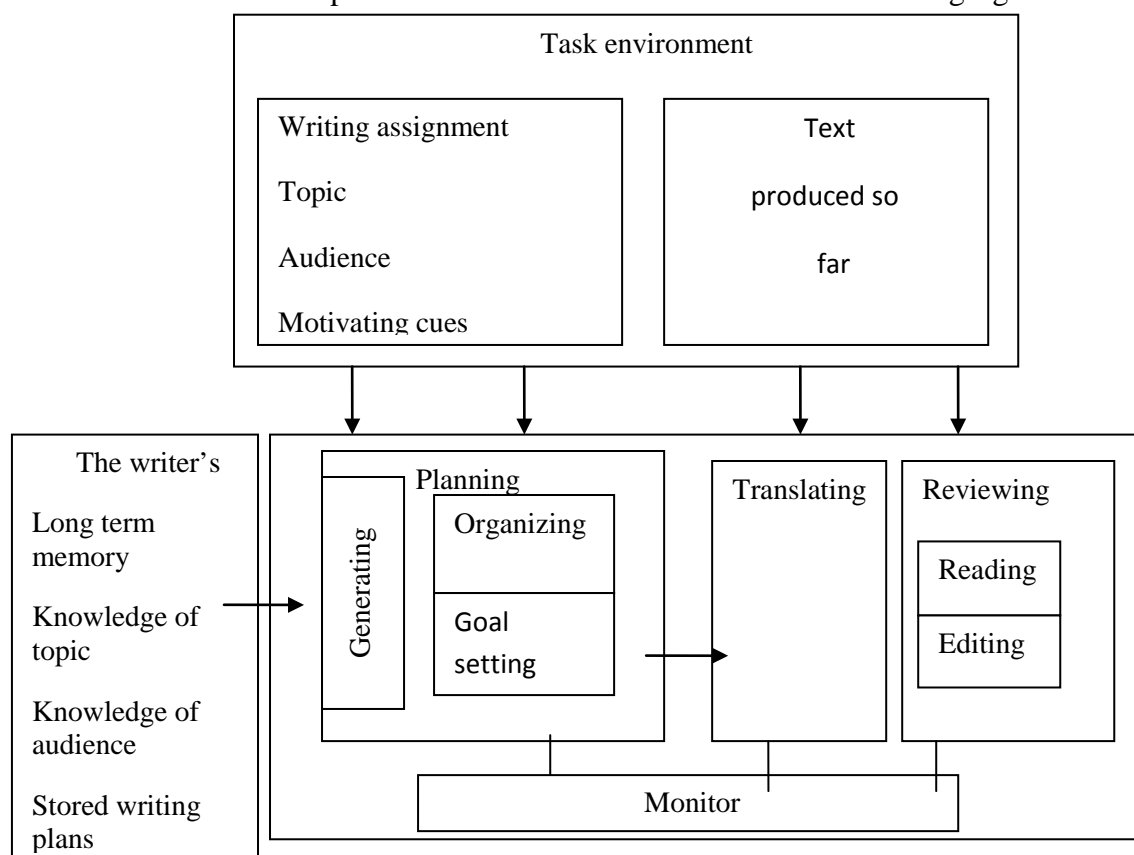 Task environment
Writing assignment
Topic
Audience
Motivating cues
Text
produced so
far
The writer's
Long term
memory
Knowledge of
topic
Knowledge of
audience
Stored writing
plans
Planning
Generating
Organizing
Goal
setting
Translating
Reviewing
Reading
Editing
Monitor